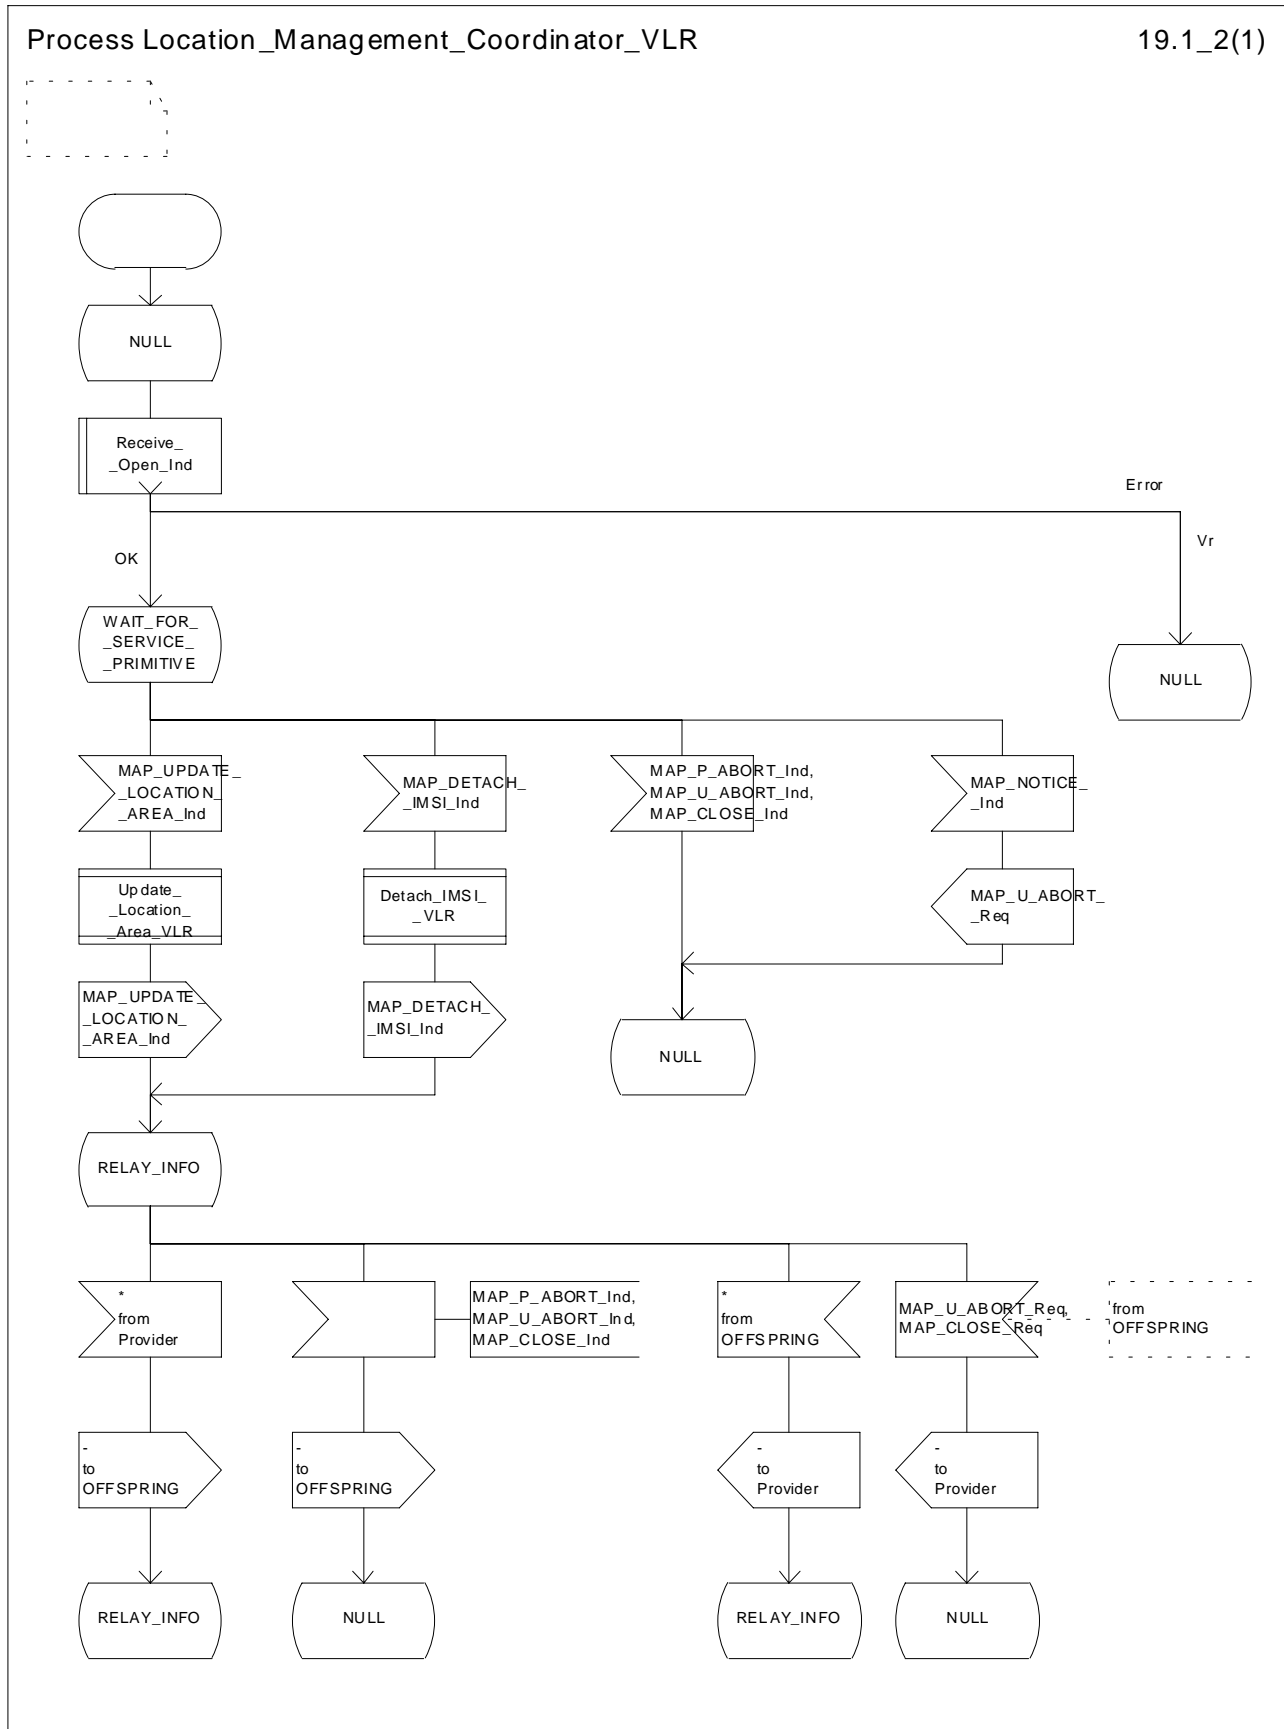 Process Location_Management_Coordinator_VLR
19.1_2(1)
NULL
Receive_
_Open_Ind
Error
Vr
OK
WAIT_FOR_
_SERVICE_
_PRIMITIVE
NULL
MAP_UPDATE_
_LOCATION_
_AREA_Ind
MAP_DETACH_
_IMSI_Ind
MAP_P_ABORT_Ind,
MAP_U_ABORT_Ind,
MAP_CLOSE_Ind
MAP_NOTICE_
_Ind
Update_
_Location_
_Area_VLR
Detach_IMSI_
_VLR
MAP_U_ABORT_
_Req
MAP_UPDATE_
_LOCATION_
_AREA_Ind
MAP_DETACH_
_IMSI_Ind
NULL
RELAY_INFO
*
from
Provider
MAP_P_ABORT_Ind,
MAP_U_ABORT_Ind,
MAP_CLOSE_Ind
*
from
OFFSPRING
MAP_U_ABORT_Req,
MAP_CLOSE_Req
from
OFFSPRING
-
to
OFFSPRING
-
to
OFFSPRING
-
to
Provider
-
to
Provider
RELAY_INFO
NULL
RELAY_INFO
NULL